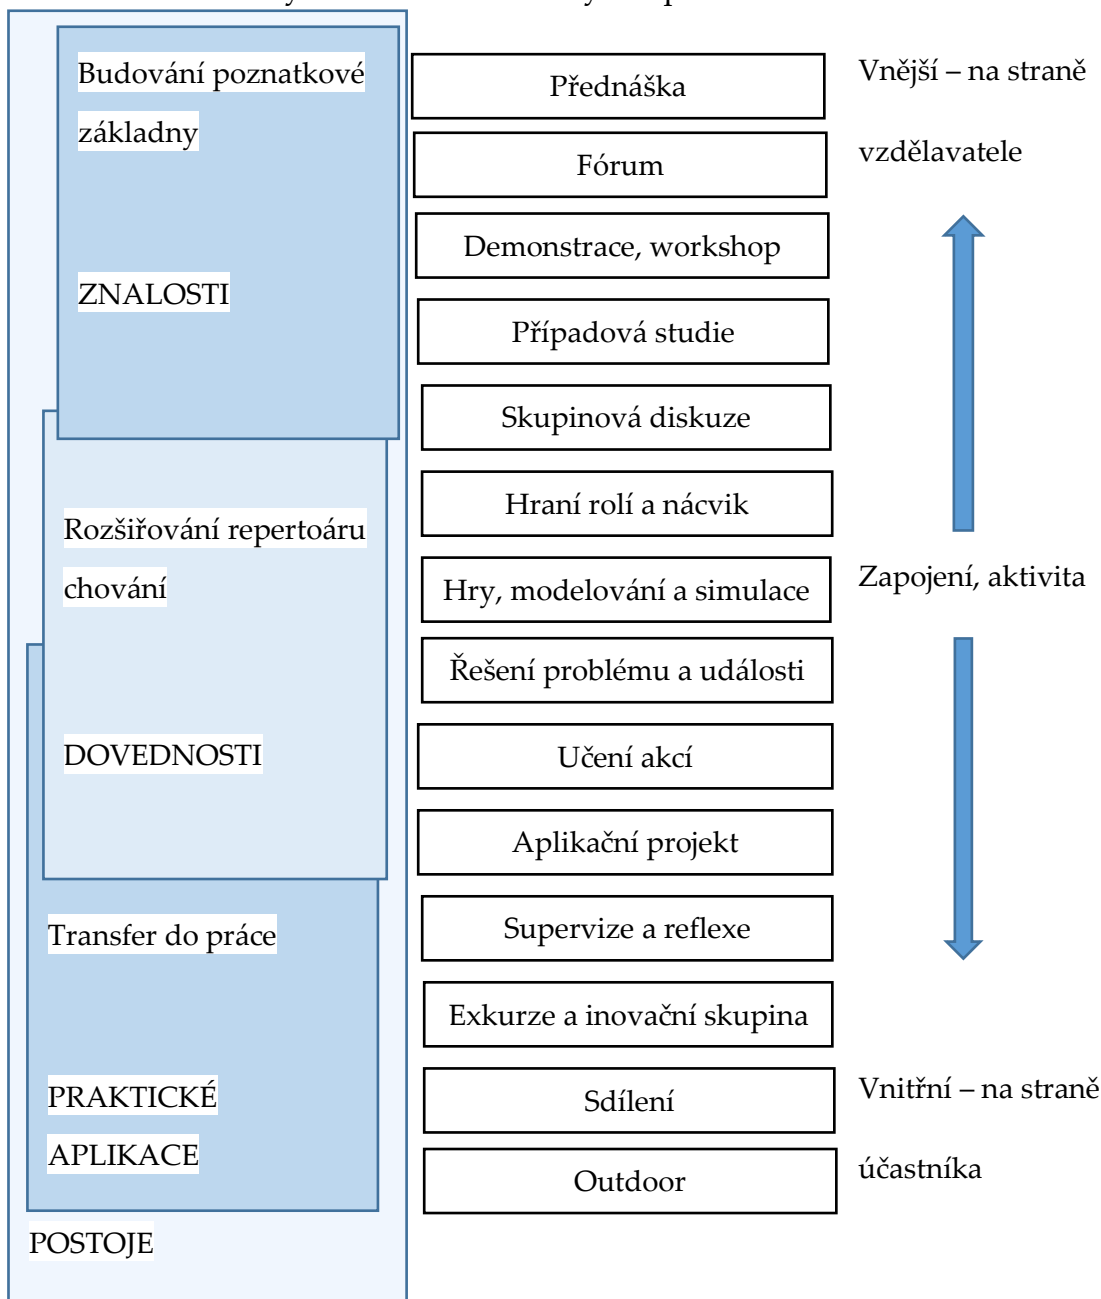 Budování poznatkové
základny
ZNALOSTI
Rozšiřování repertoáru
chování
DOVEDNOSTI
Transfer do práce
PRAKTICKÉ
APLIKACE
POSTOJE
Přednáška
Fórum
Demonstrace, workshop
Případová studie
Skupinová diskuze
Hraní rolí a nácvik
Hry, modelování a simulace
Řešení problému a události
Učení akcí
Aplikační projekt
Supervize a reflexe
Exkurze a inovační skupina
Sdílení
Outdoor
Vnější – na straně
vzdělavatele
Zapojení, aktivita
Vnitřní – na straně
účastníka